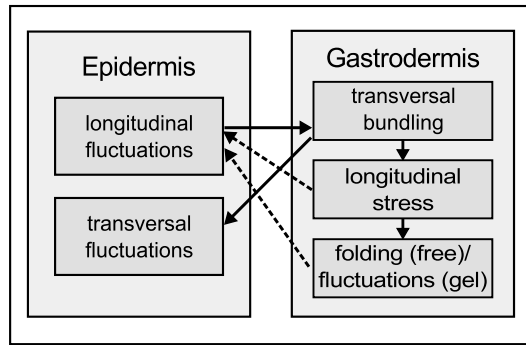 Epidermis
longitudinal
fluctuations
transversal
fluctuations
Gastrodermis
transversal
bundling
longitudinal
stress
folding (free)/
fluctuations (gel)